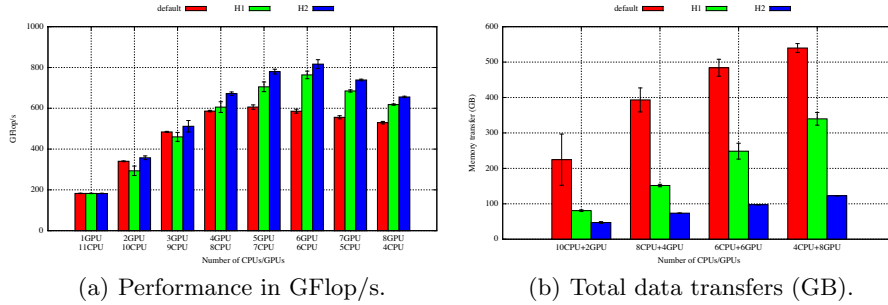 default H1 H2
1000
800
600
400
200
0
GFlop/s
1GPU 2GPU 3GPU 4GPU 5GPU 6GPU 7GPU 8GPU
11CPU 10CPU 9CPU 8CPU 7CPU 6CPU 5CPU 4CPU
Number of CPUs/GPUs
(a) Performance in GFlop/s.
default H1 H2
600
500
400
300
200
100
0
Memory transfer (GB)
10CPU+2GPU 8CPU+4GPU 6CPU+6GPU 4CPU+8GPU
Number of CPUs/GPUs
(b) Total data transfers (GB).